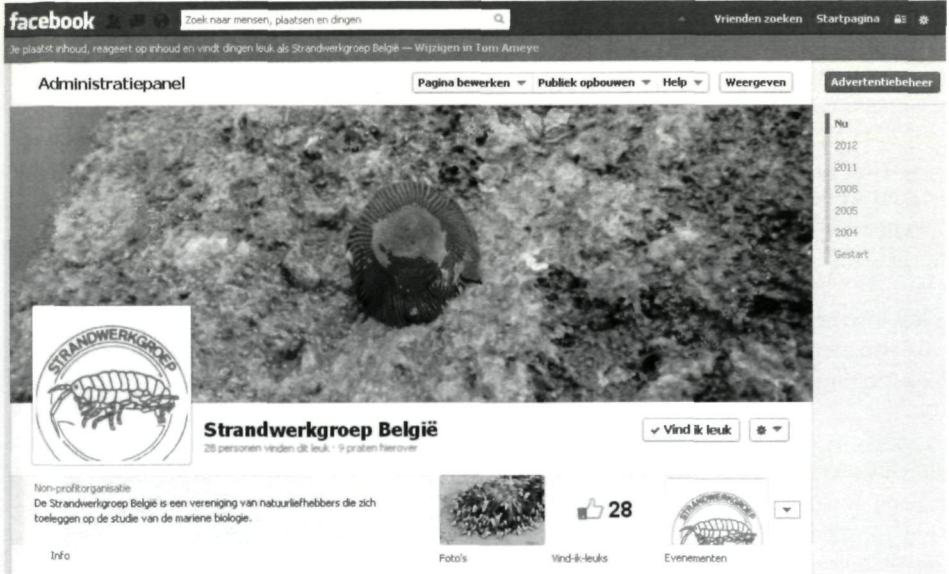 facebook
Zoek naar mensen, plaatsen en dingen
Vrienden zoeken Startpagina
Je plaatst inhoud, reageert op inhoud en vindt dingen leuk als Strandwerkgroep België — Wijzigen in Tom Ameye
Administratiepanel
Pagina bewerken Publiek opbouwen Help Weergeven
Advertentiebeheer
Nu
2012
2011
2008
2005
2004
Gestart
STRANDWERKGROEP
Strandwerkgroep België
28 personen vinden dit leuk · 9 praten hierover
Vind ik leuk
Non-profitorganisatie
De Strandwerkgroep België is een vereniging van natuurliefhebbers die zich
toeleggen op de studie van de mariene biologie.
Info
28
STRANDWERKGROEP
Foto's
Vind-ik-leuks
Evenementen